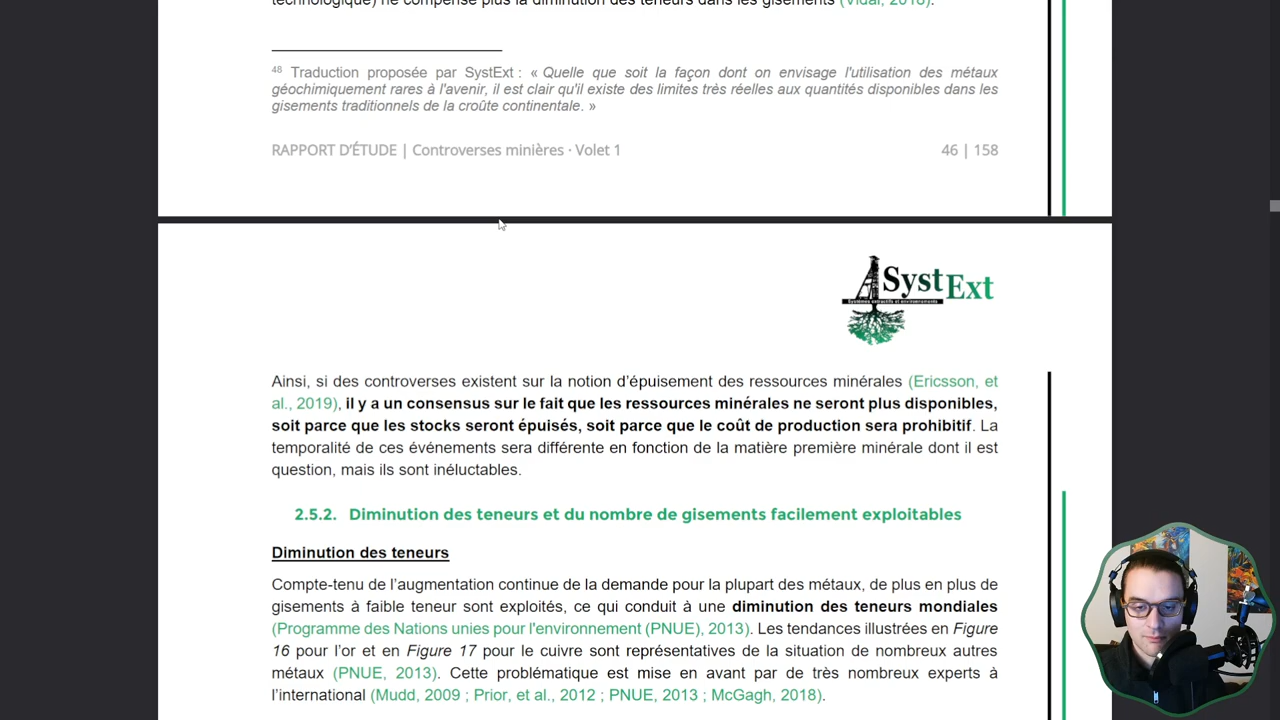 technologique) ne compense plus la diminution des teneurs dans les gisements (Vidal, 2018).
48 Traduction proposée par SystExt : « Quelle que soit la façon dont on envisage l'utilisation des métaux
géochimiquement rares à l'avenir, il est clair qu'il existe des limites très réelles aux quantités disponibles dans les
gisements traditionnels de la croûte continentale. »
RAPPORT D'ÉTUDE | Controverses minières · Volet 1
46 | 158
SystExt
Systèmes extractifs et environnements
Ainsi, si des controverses existent sur la notion d'épuisement des ressources minérales (Ericsson, et
al., 2019), il y a un consensus sur le fait que les ressources minérales ne seront plus disponibles,
soit parce que les stocks seront épuisés, soit parce que le coût de production sera prohibitif. La
temporalité de ces événements sera différente en fonction de la matière première minérale dont il est
question, mais ils sont inéluctables.
2.5.2. Diminution des teneurs et du nombre de gisements facilement exploitables
Diminution des teneurs
Compte-tenu de l'augmentation continue de la demande pour la plupart des métaux, de plus en plus de
gisements à faible teneur sont exploités, ce qui conduit à une diminution des teneurs mondiales
(Programme des Nations unies pour l'environnement (PNUE), 2013). Les tendances illustrées en Figure
16 pour l'or et en Figure 17 pour le cuivre sont représentatives de la situation de nombreux autres
métaux (PNUE, 2013). Cette problématique est mise en avant par de très nombreux experts à
l'international (Mudd, 2009 ; Prior, et al., 2012 ; PNUE, 2013 ; McGagh, 2018).